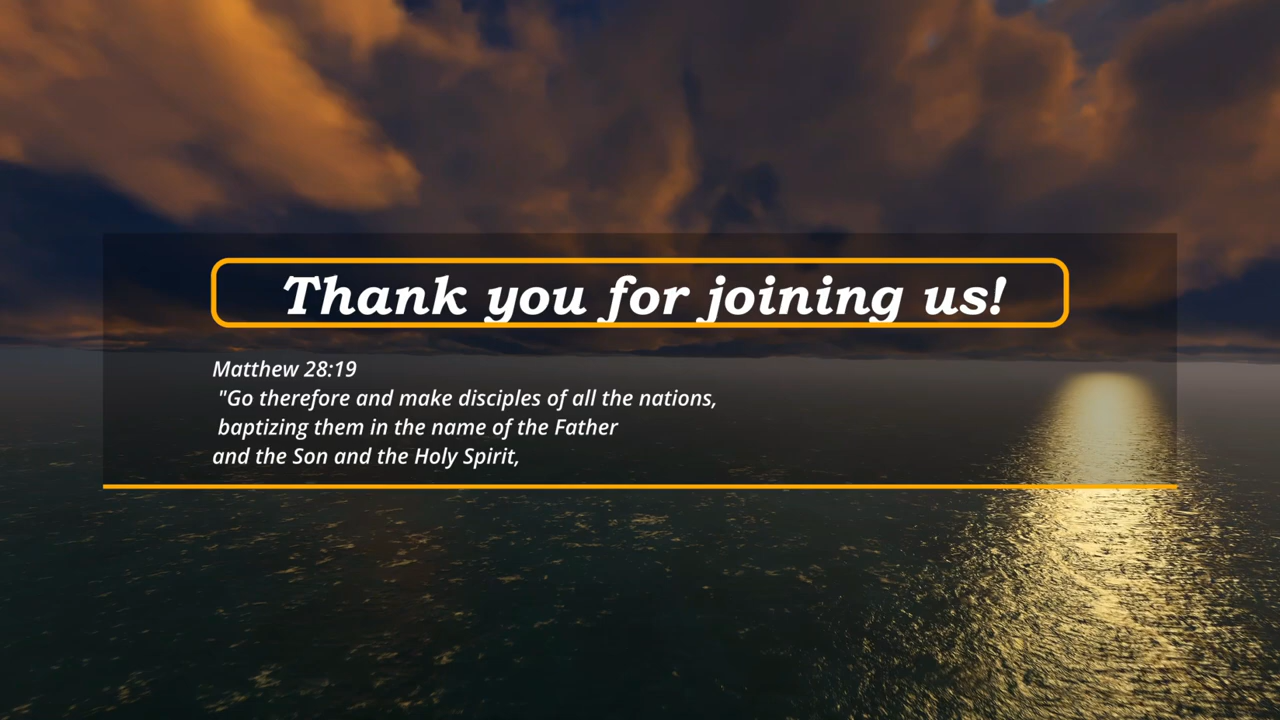 Thank you for joining us!
Matthew 28:19
"Go therefore and make disciples of all the nations,
baptizing them in the name of the Father
and the Son and the Holy Spirit,